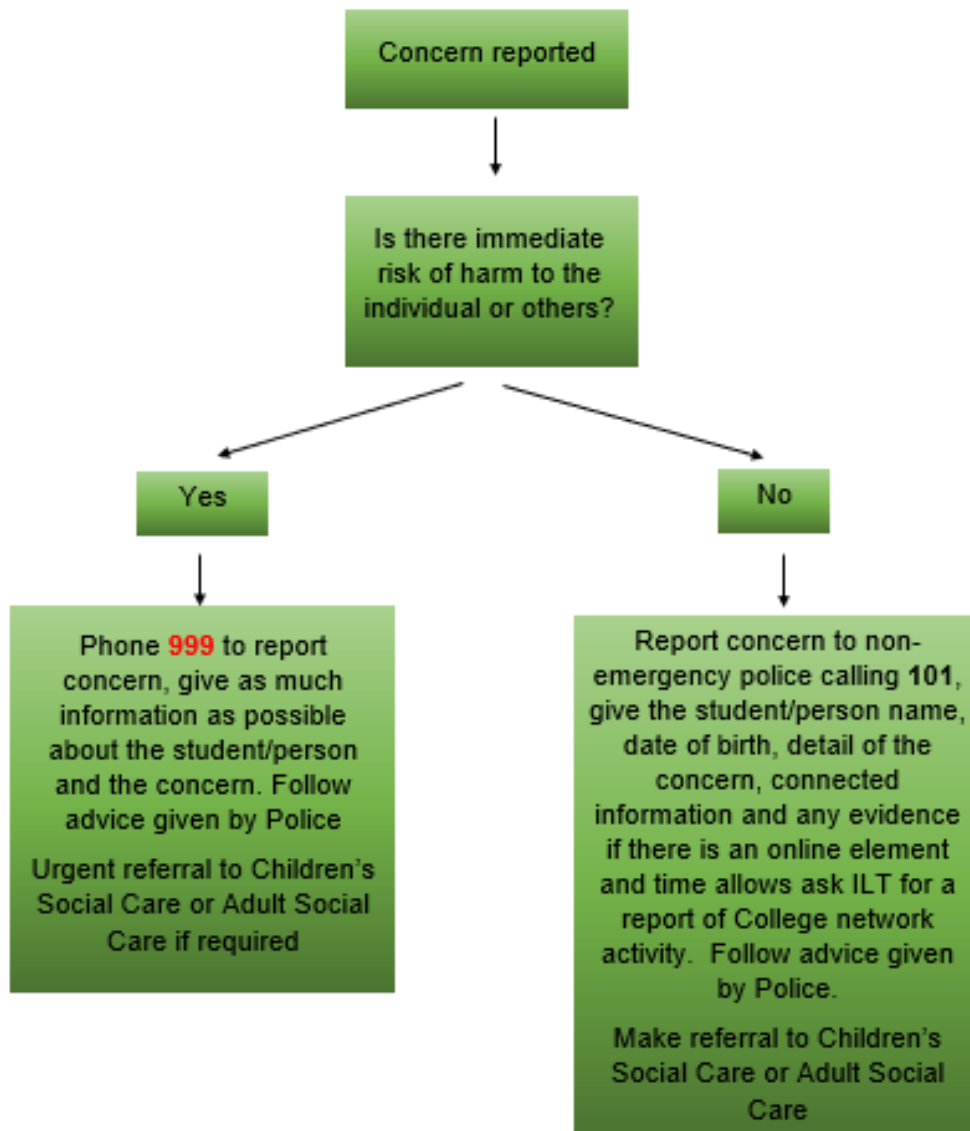 Concern reported
Is there immediate
risk of harm to the
individual or others?
Yes
No
Phone 999 to report
concern, give as much
information as possible
about the student/person
and the concern. Follow
advice given by Police
Urgent referral to Children's
Social Care or Adult Social
Care if required
Report concern to non-
emergency police calling 101,
give the student/person name,
date of birth, detail of the
concern, connected
information and any evidence
if there is an online element
and time allows ask ILT for a
report of College network
activity.  Follow advice given
by Police.
Make referral to Children's
Social Care or Adult Social
Care